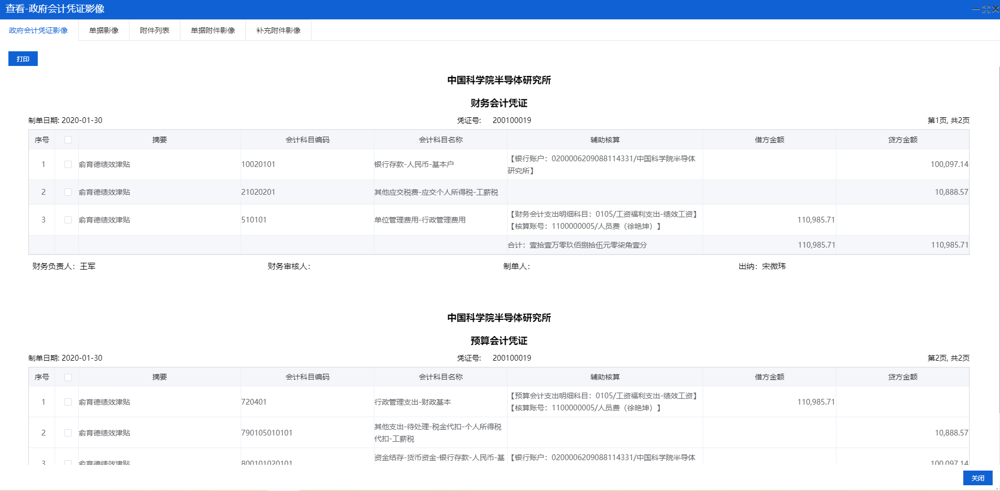 查看-政府会计凭证影像
政府会计凭证影像 单据影像 附件列表 单据附件影像 补充附件影像
打印
中国科学院半导体研究所
财务会计凭证
制单日期: 2020-01-30 凭证号: 200100019 第1页, 共2页
序号 摘要 会计科目编码 会计科目名称 辅助核算 借方金额 贷方金额
1 俞育德绩效津贴 10020101 银行存款-人民币-基本户 【银行账户：0200006209088114331/中国科学院半导体
研究所】 100,097.14
2 俞育德绩效津贴 21020201 其他应交税费-应交个人所得税-工薪税 10,888.57
3 俞育德绩效津贴 510101 单位管理费用-行政管理费用 【财务会计支出明细科目：0105/工资福利支出-绩效工资】
【核算账号：1100000005/人员费（徐艳坤）】 110,985.71
合计：壹拾壹万零玖佰捌拾伍元零柒角壹分 110,985.71 110,985.71
财务负责人：王军 财务审核人： 制单人： 出纳：宋微玮
中国科学院半导体研究所
预算会计凭证
制单日期: 2020-01-30 凭证号: 200100019 第2页, 共2页
序号 摘要 会计科目编码 会计科目名称 辅助核算 借方金额 贷方金额
1 俞育德绩效津贴 720401 行政管理支出-财政基本 【预算会计支出明细科目：0105/工资福利支出-绩效工资】
【核算账号：1100000005/人员费（徐艳坤）】 110,985.71
2 俞育德绩效津贴 790105010101 其他支出-待处理-税金代扣-个人所得税
代扣-工薪税 10,888.57
3 俞育德绩效津贴 800101020101 资金结存-货币资金-银行存款-人民币-基 【银行账户：0200006209088114331/中国科学院半导体
100,097.14
关闭